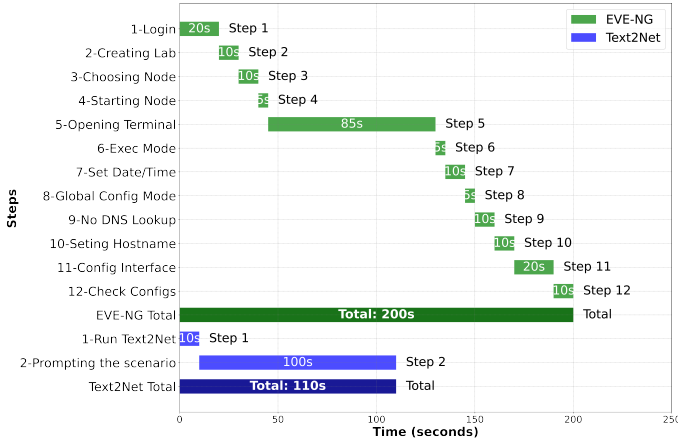 EVE-NG
Text2Net
1-Login 20s Step 1
2-Creating Lab 10s Step 2
3-Choosing Node 10s Step 3
4-Starting Node 5s Step 4
5-Opening Terminal 85s Step 5
6-Exec Mode 5s Step 6
7-Set Date/Time 10s Step 7
8-Global Config Mode 5s Step 8
9-No DNS Lookup 10s Step 9
10-Seting Hostname 10s Step 10
11-Config Interface 20s Step 11
12-Check Configs 10s Step 12
EVE-NG Total Total: 200s Total
1-Run Text2Net 10s Step 1
2-Prompting the scenario 100s Step 2
Text2Net Total Total: 110s Total
Steps
0 50 100 150 200 250
Time (seconds)